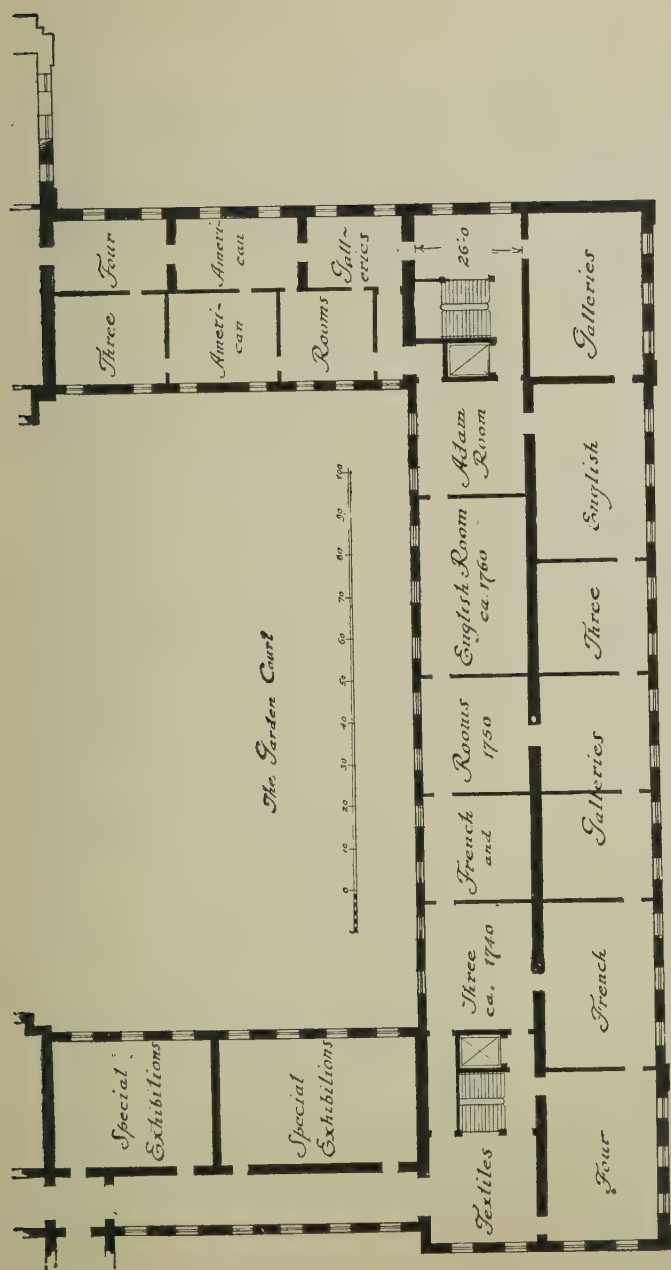 Special
Exhibitions
Special
Exhibitions
The Garden Court
0 10 20 30 40 50 60 70 80 90 100
Three
Ameri-
can
Rooms
Four
Ameri-
can
Gall-
eries
Textiles
Three
ca. 1740
French
and
Rooms
1750
English Room
ca. 1760
Adam
Room
26'-0
Four
French
Galleries
Three
English
Galleries